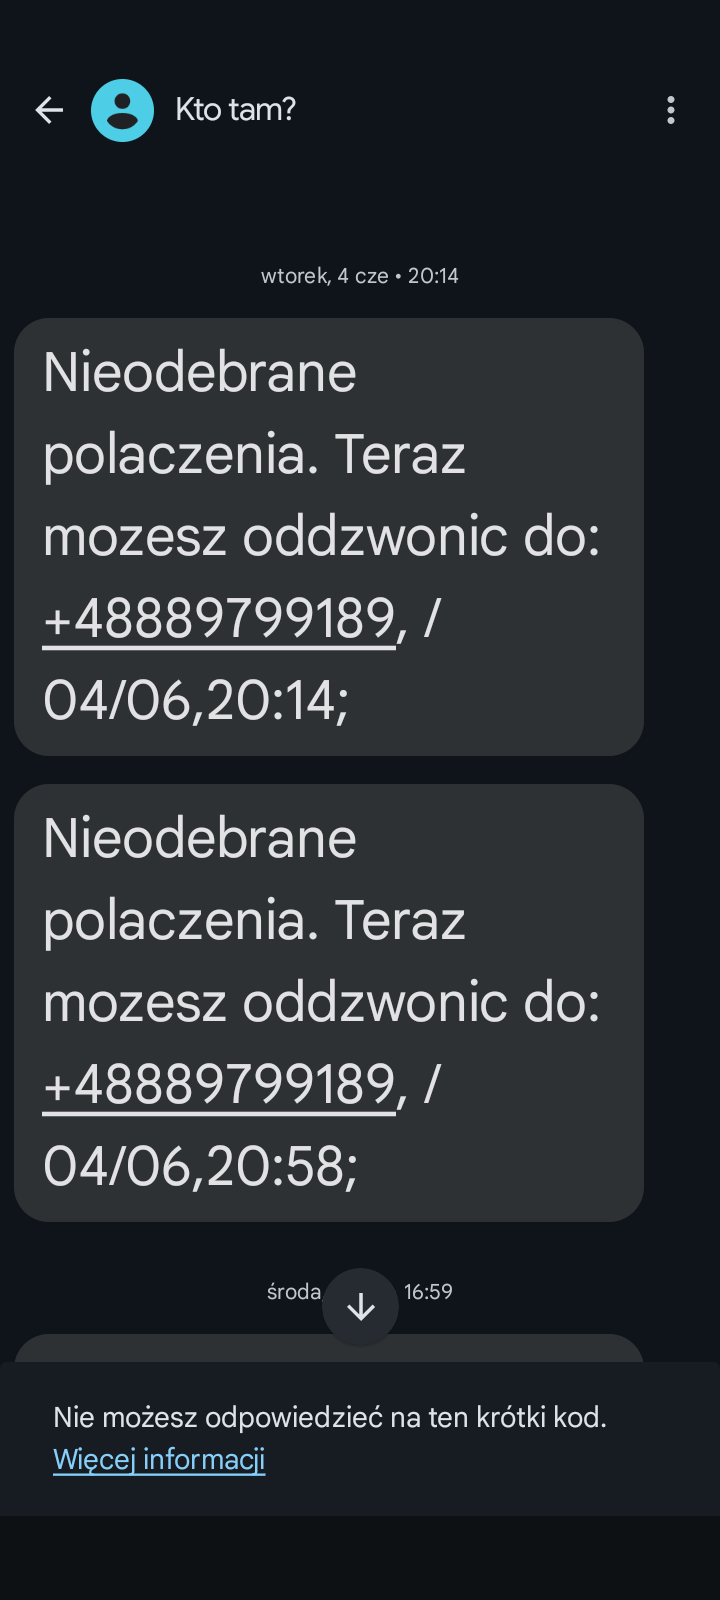 Kto tam?
wtorek, 4 cze • 20:14
Nieodebrane
polaczenia. Teraz
mozesz oddzwonic do:
+48889799189, /
04/06,20:14;
Nieodebrane
polaczenia. Teraz
mozesz oddzwonic do:
+48889799189, /
04/06,20:58;
środa 16:59
Nie możesz odpowiedzieć na ten krótki kod.
Więcej informacji